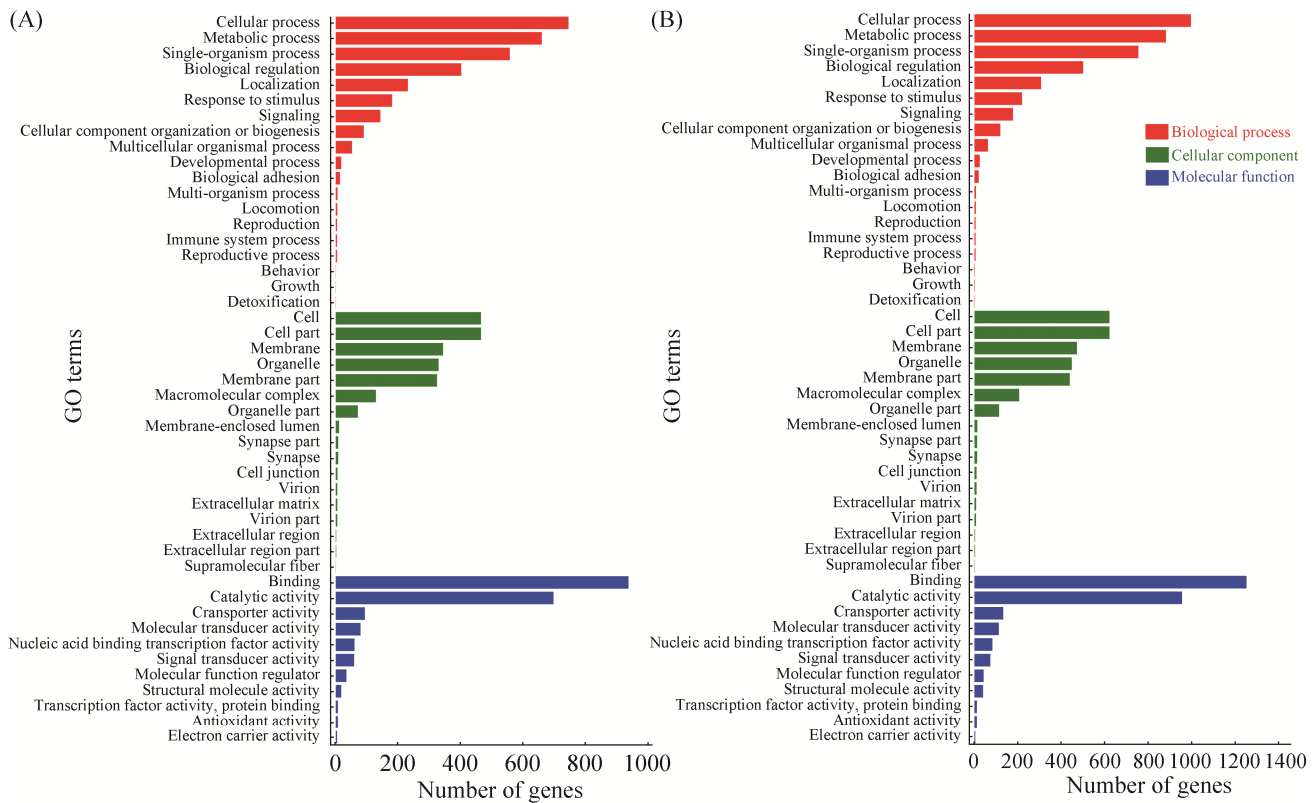 (A)
Cellular process
Metabolic process
Single-organism process
Biological regulation
Localization
Response to stimulus
Signaling
Cellular component organization or biogenesis
Multicellular organismal process
Developmental process
Biological adhesion
Multi-organism process
Locomotion
Reproduction
Immune system process
Reproductive process
Behavior
Growth
Detoxification
Cell
Cell part
Membrane
Organelle
Membrane part
Macromolecular complex
Organelle part
Membrane-enclosed lumen
Synapse part
Synapse
Cell junction
Virion
Extracellular matrix
Virion part
Extracellular region
Extracellular region part
Supramolecular fiber
Binding
Catalytic activity
Cransporter activity
Molecular transducer activity
Nucleic acid binding transcription factor activity
Signal transducer activity
Molecular function regulator
Structural molecule activity
Transcription factor activity, protein binding
Antioxidant activity
Electron carrier activity
GO terms
0 200 400 600 800 1000
Number of genes
(B)
Cellular process
Metabolic process
Single-organism process
Biological regulation
Localization
Response to stimulus
Signaling
Cellular component organization or biogenesis
Multicellular organismal process
Developmental process
Biological adhesion
Multi-organism process
Locomotion
Reproduction
Immune system process
Reproductive process
Behavior
Growth
Detoxification
Cell
Cell part
Membrane
Organelle
Membrane part
Macromolecular complex
Organelle part
Membrane-enclosed lumen
Synapse part
Synapse
Cell junction
Virion
Extracellular matrix
Virion part
Extracellular region
Extracellular region part
Supramolecular fiber
Binding
Catalytic activity
Cransporter activity
Molecular transducer activity
Nucleic acid binding transcription factor activity
Signal transducer activity
Molecular function regulator
Structural molecule activity
Transcription factor activity, protein binding
Antioxidant activity
Electron carrier activity
GO terms
0 200 400 600 800 1000 1200 1400
Number of genes
Biological process
Cellular component
Molecular function